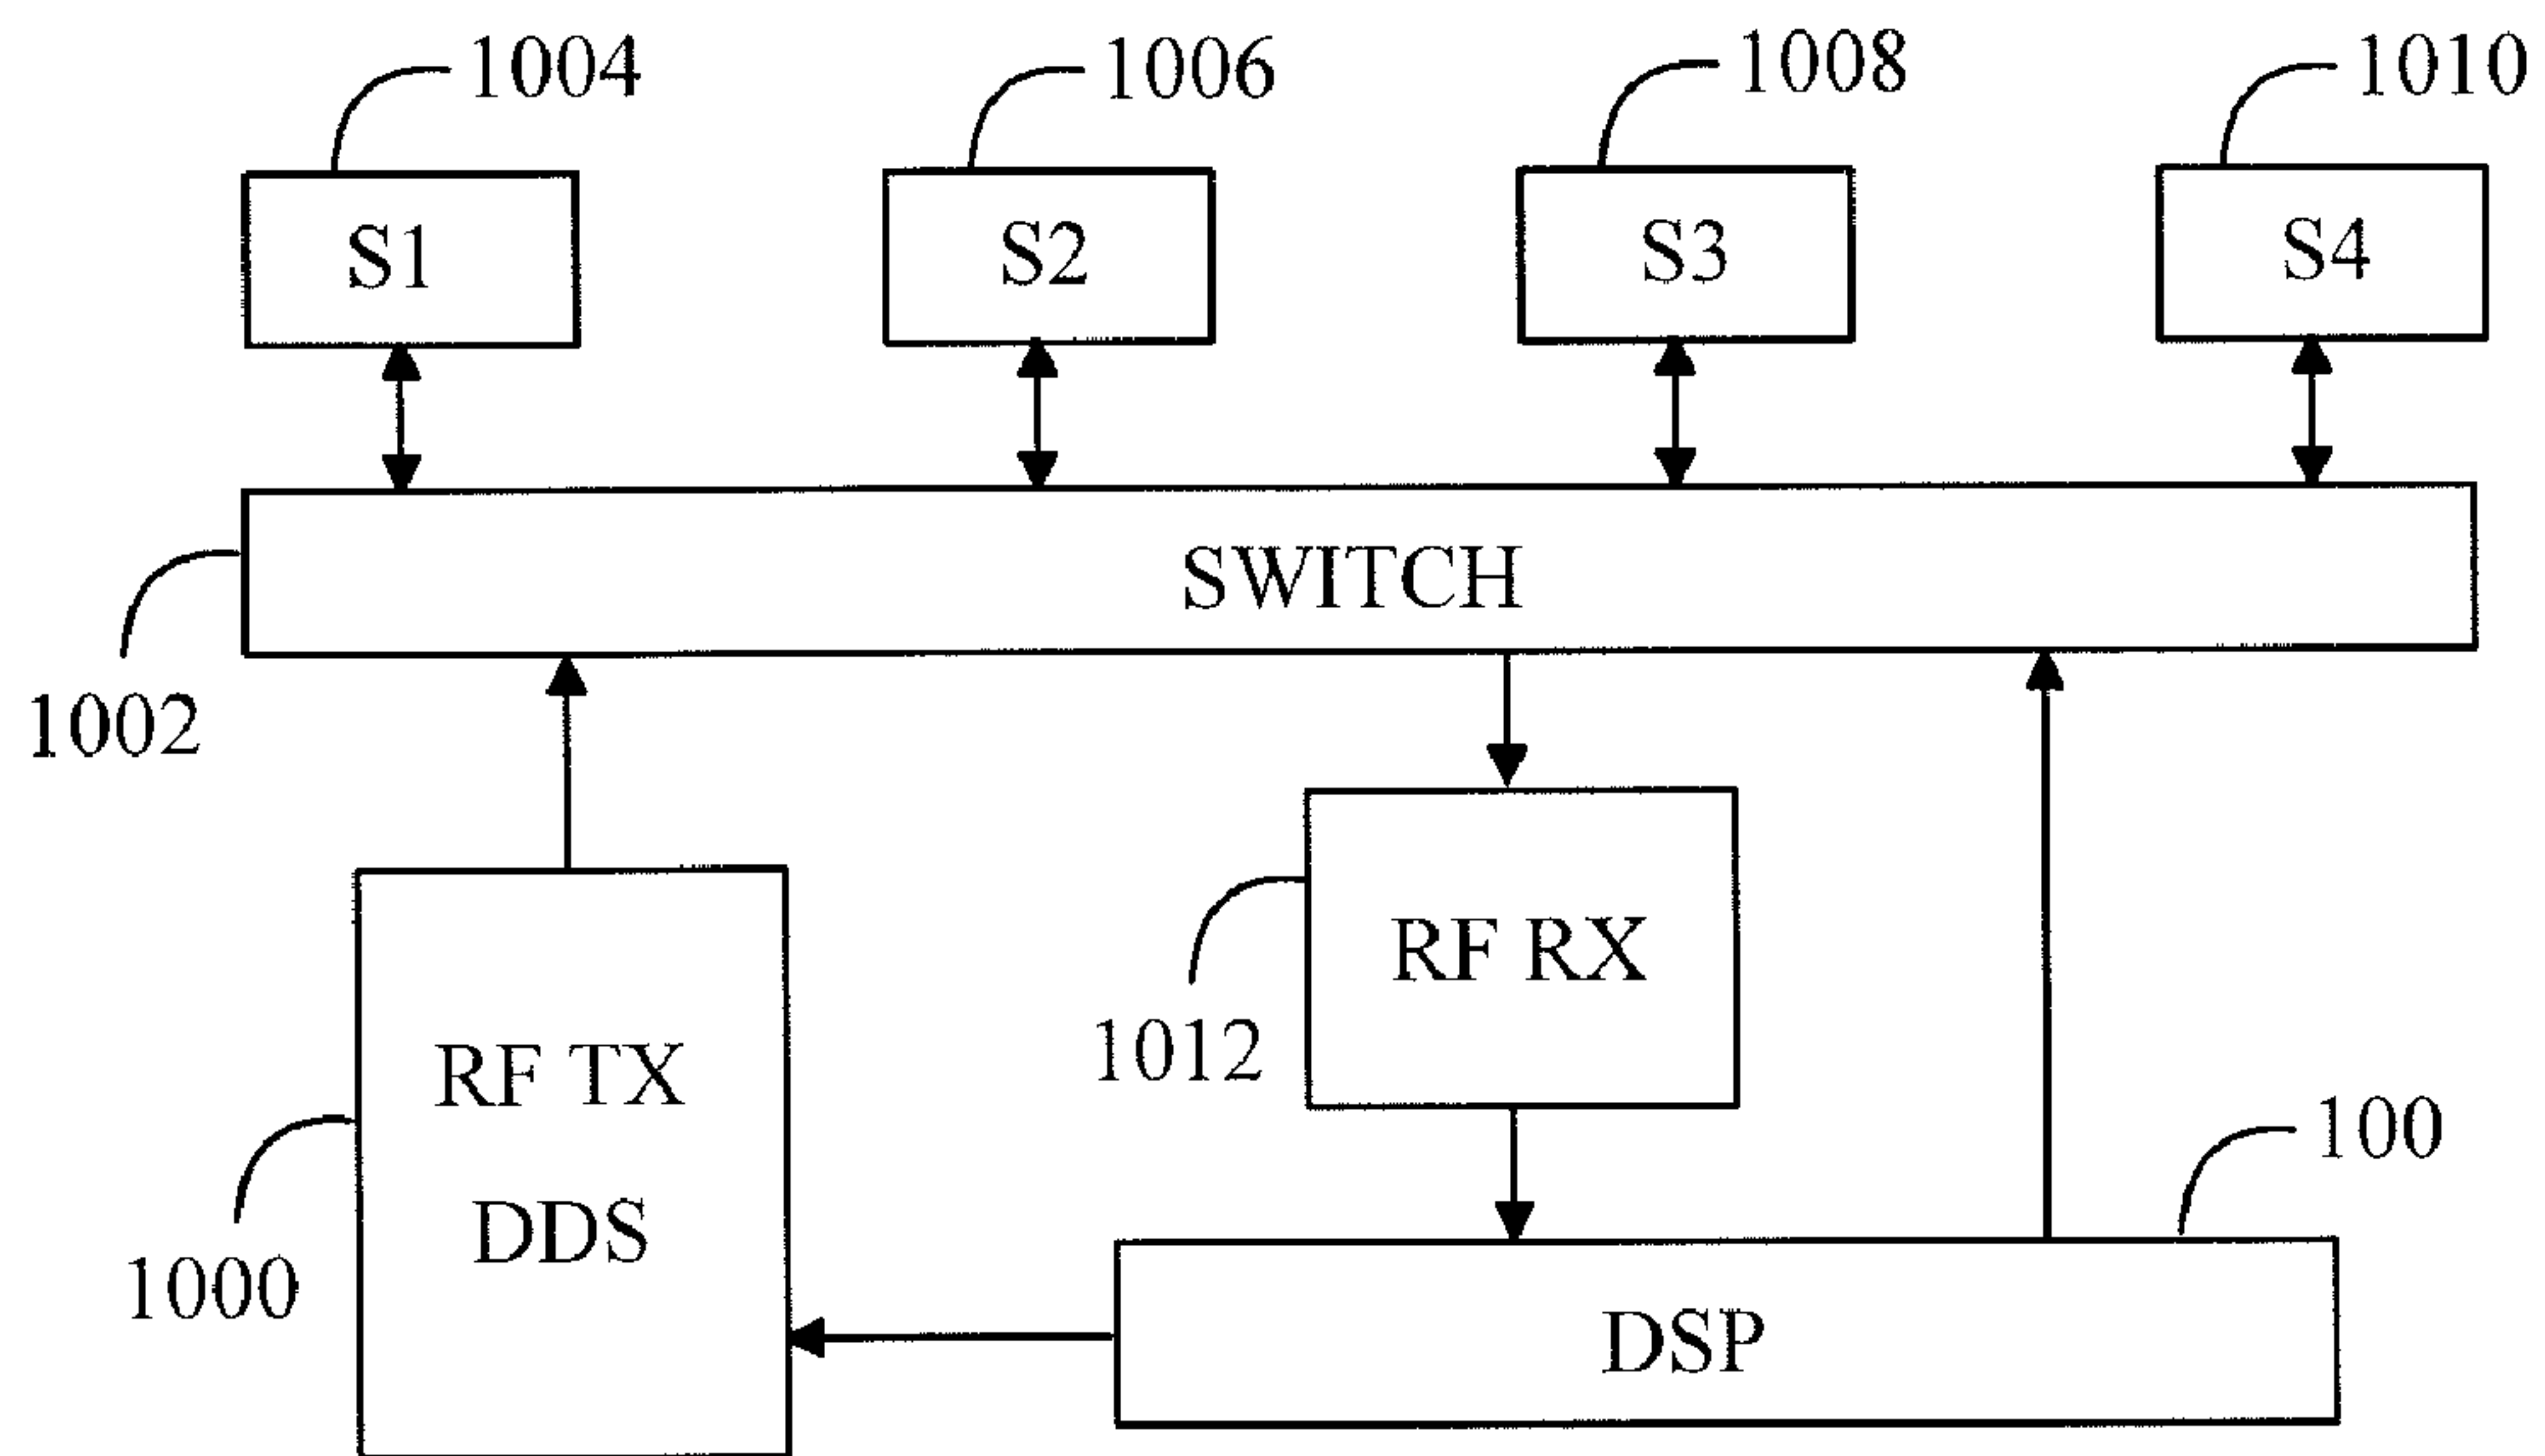 1004
1006
1008
1010
S1
S2
S3
S4
SWITCH
1002
RF RX
1012
RF TX
DDS
1000
100
DSP